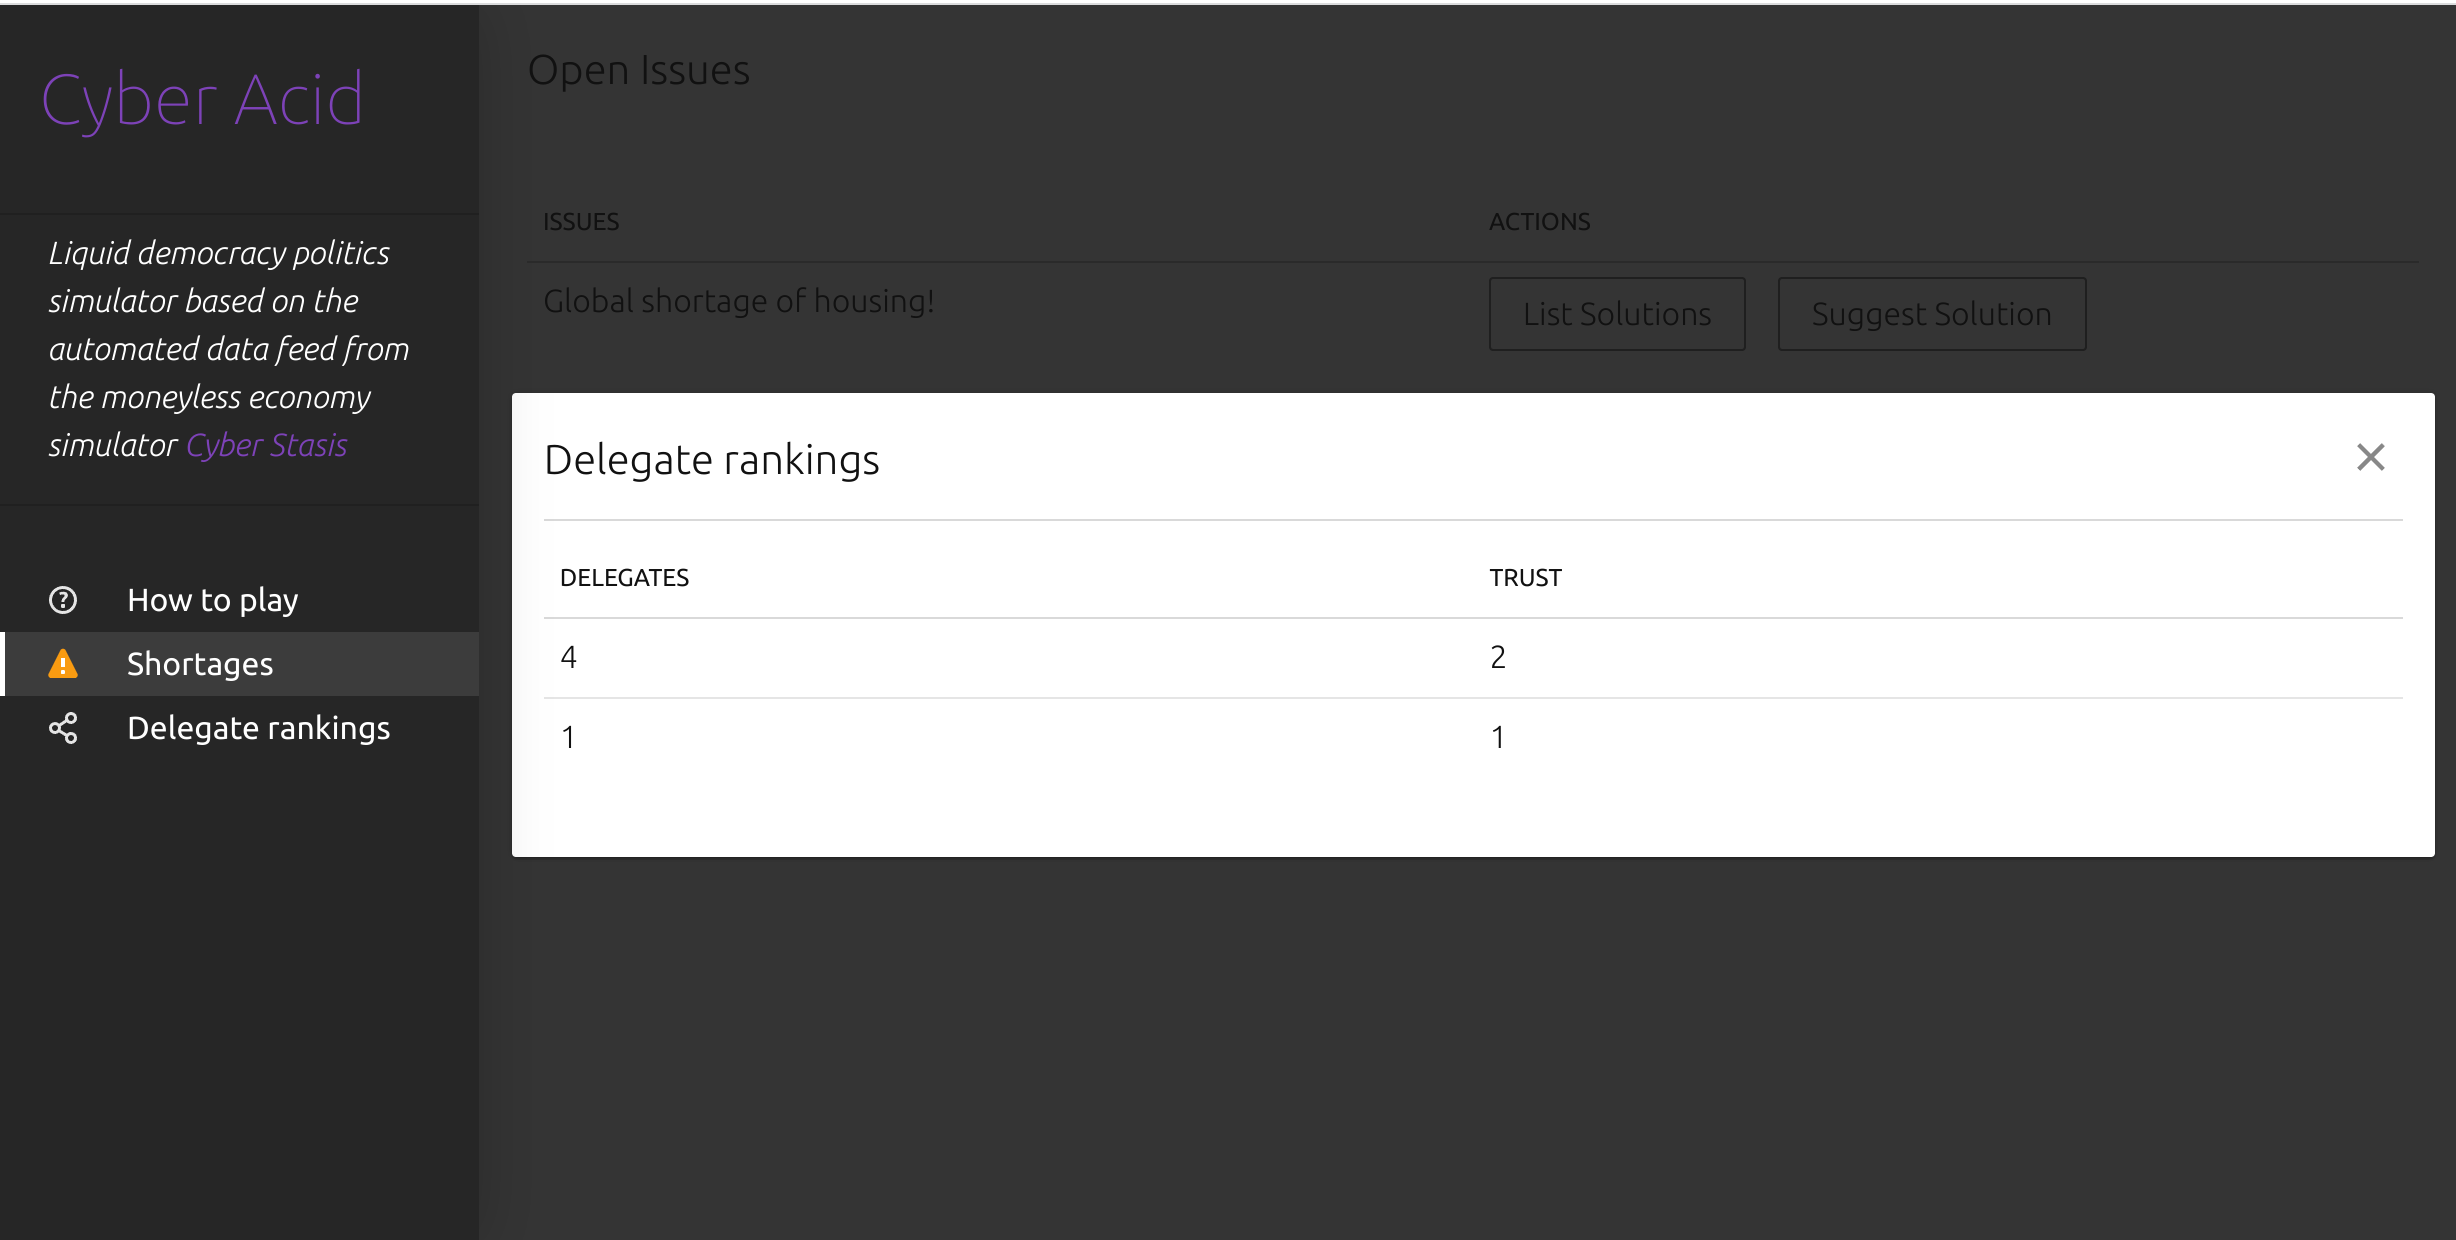 Cyber Acid
Liquid democracy politics
simulator based on the
automated data feed from
the moneyless economy
simulator Cyber Stasis
How to play
Shortages
Delegate rankings
Open Issues
ISSUES ACTIONS
Global shortage of housing! List Solutions Suggest Solution
Delegate rankings
DELEGATES TRUST
4 2
1 1